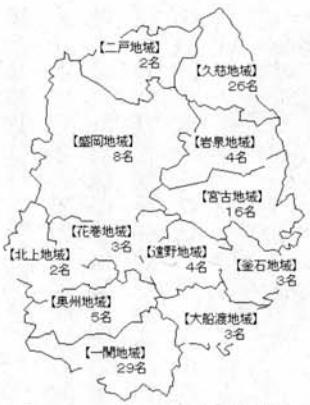 【二戸地域】
2名
【久慈地域】
26名
【盛岡地域】
8名
【岩泉地域】
4名
【宮古地域】
16名
【花巻地域】
3名
【遠野地域】
4名
【北上地域】
2名
【釜石地域】
3名
【奥州地域】
5名
【大船渡地域】
3名
【一関地域】
29名